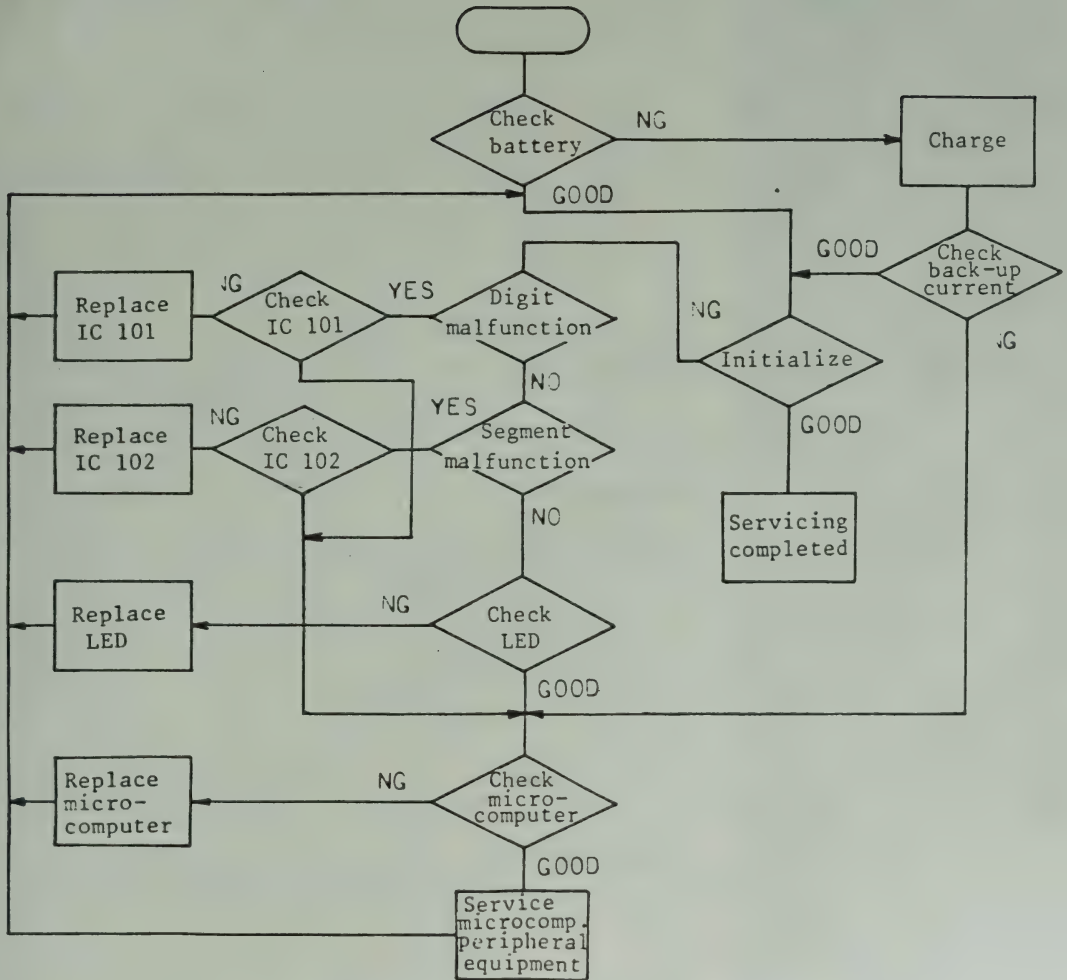 Check
battery
NG
Charge
GOOD
GOOD
Check
back-up
current
NG
Replace
IC 101
NG
Check
IC 101
YES
Digit
malfunction
NG
Initialize
NO
GOOD
Replace
IC 102
NG
Check
IC 102
YES
Segment
malfunction
NO
Servicing
completed
Replace
LED
NG
Check
LED
GOOD
Replace
micro-
computer
NG
Check
micro-
computer
GOOD
Service
microcomp.
peripheral
equipment